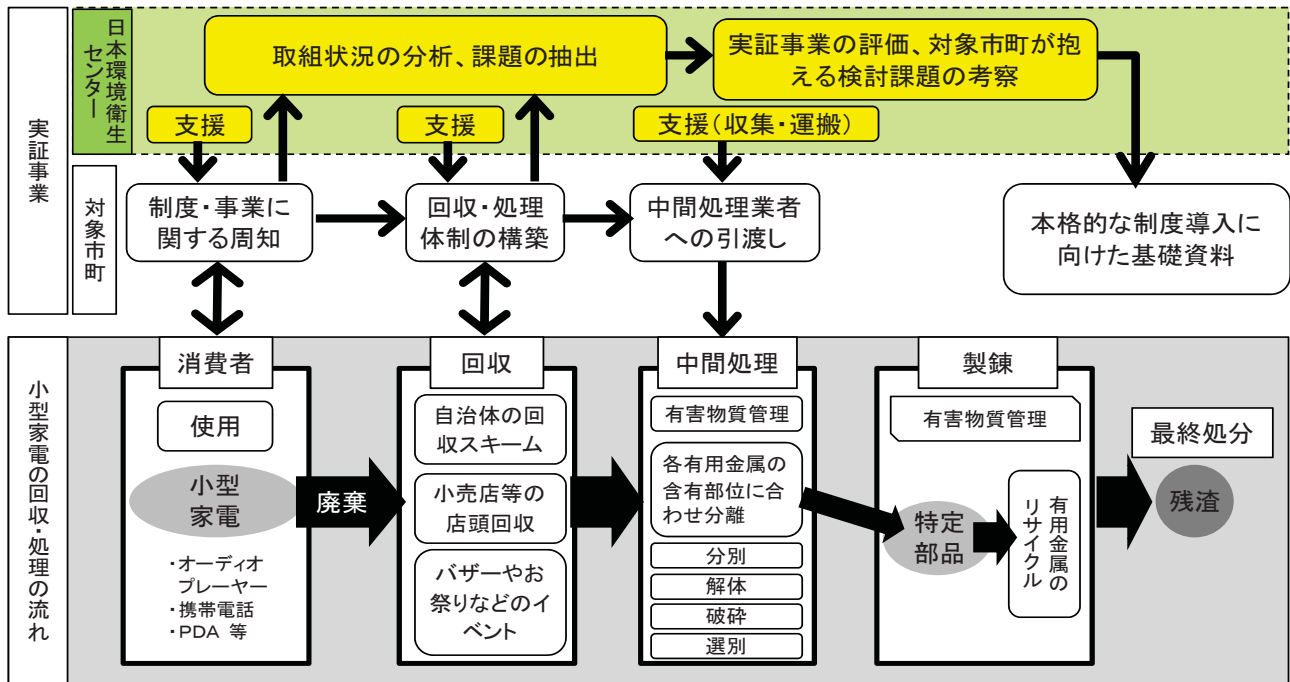 実証事業
日本環境衛生
センター
取組状況の分析、課題の抽出
実証事業の評価、対象市町が抱
える検討課題の考察
支援
支援
支援(収集・運搬)
対象市町
制度・事業に
関する周知
回収・処理
体制の構築
中間処理業者
への引渡し
本格的な制度導入に
向けた基礎資料
小型家電の回収・処理の流れ
消費者
使用
小型
家電
・オーディオ
プレーヤー
・携帯電話
・PDA 等
廃棄
回収
自治体の回
収スキーム
小売店等の
店頭回収
バザーやお
祭りなどのイ
ベント
中間処理
有害物質管理
各有用金属の
含有部位に合
わせ分離
分別
解体
破砕
選別
製錬
有害物質管理
特定
部品
有用金属の
リサイクル
最終処分
残渣